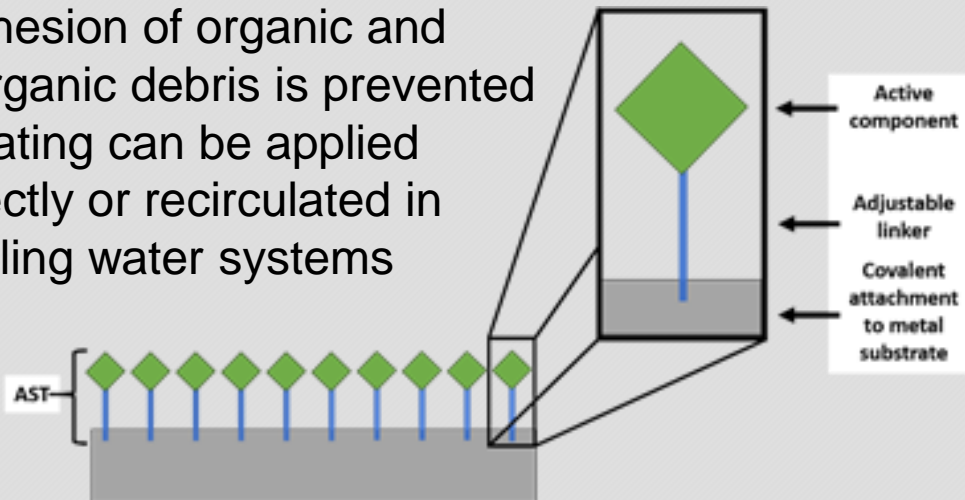 hesion of organic and
rganic debris is prevented
ating can be applied
ectly or recirculated in
ling water systems
Active
component
Adjustable
linker
Covalent
attachment
to metal
substrate
AST